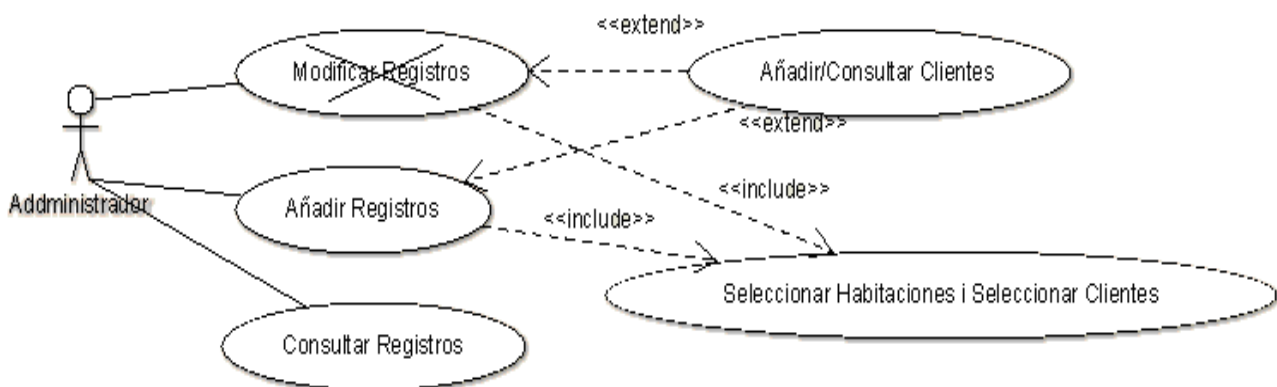 <<extend>>
Modificar Registros
Añadir/Consultar Clientes
<<extend>>
Addministrador
Añadir Registros
<<include>>
<<include>>
Seleccionar Habitaciones i Seleccionar Clientes
Consultar Registros